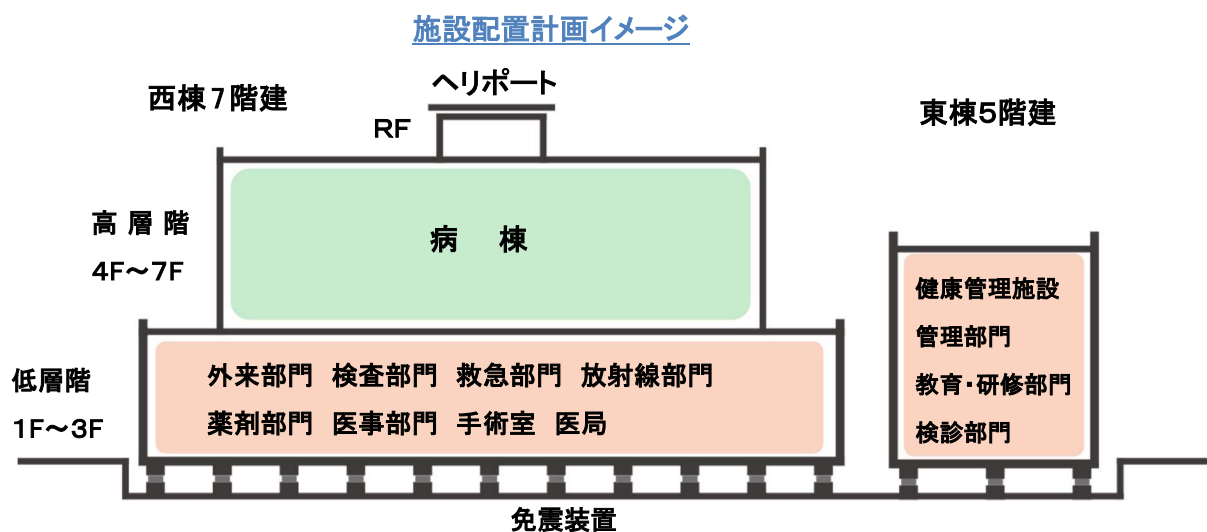 施設配置計画イメージ
ヘリポート
西棟7階建
東棟5階建
RF
高層階
4F～7F
病棟
健康管理施設
管理部門
教育・研修部門
検診部門
低層階
1F～3F
外来部門 検査部門 救急部門 放射線部門
薬剤部門 医事部門 手術室 医局
免震装置